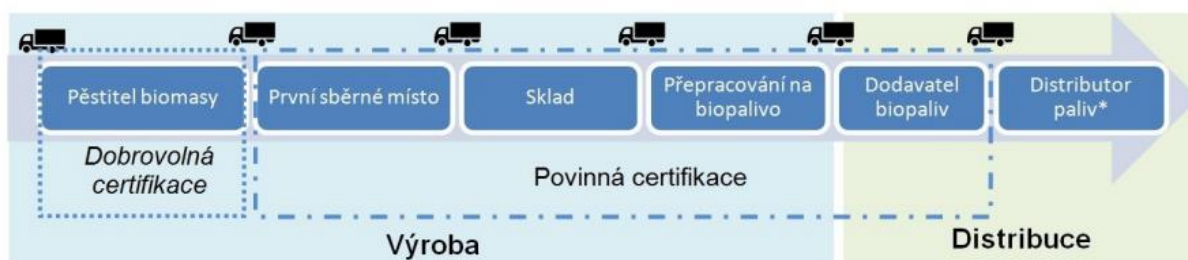 Pěstitel biomasy
První sběrné místo
Sklad
Přepracování na
biopalivo
Dodavatel
biopaliv
Distributor
paliv*
Dobrovolná
certifikace
Povinná certifikace
Výroba
Distribuce